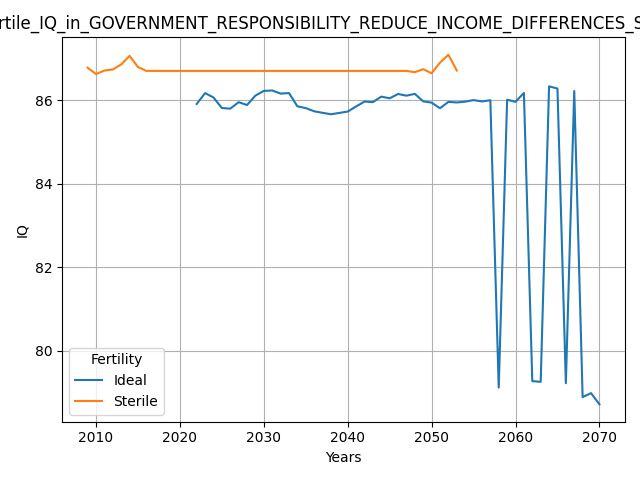 rtile_IQ_in_GOVERNMENT_RESPONSIBILITY_REDUCE_INCOME_DIFFERENCES_S
IQ
86
84
82
80
Fertility
Ideal
Sterile
2010 2020 2030 2040 2050 2060 2070
Years